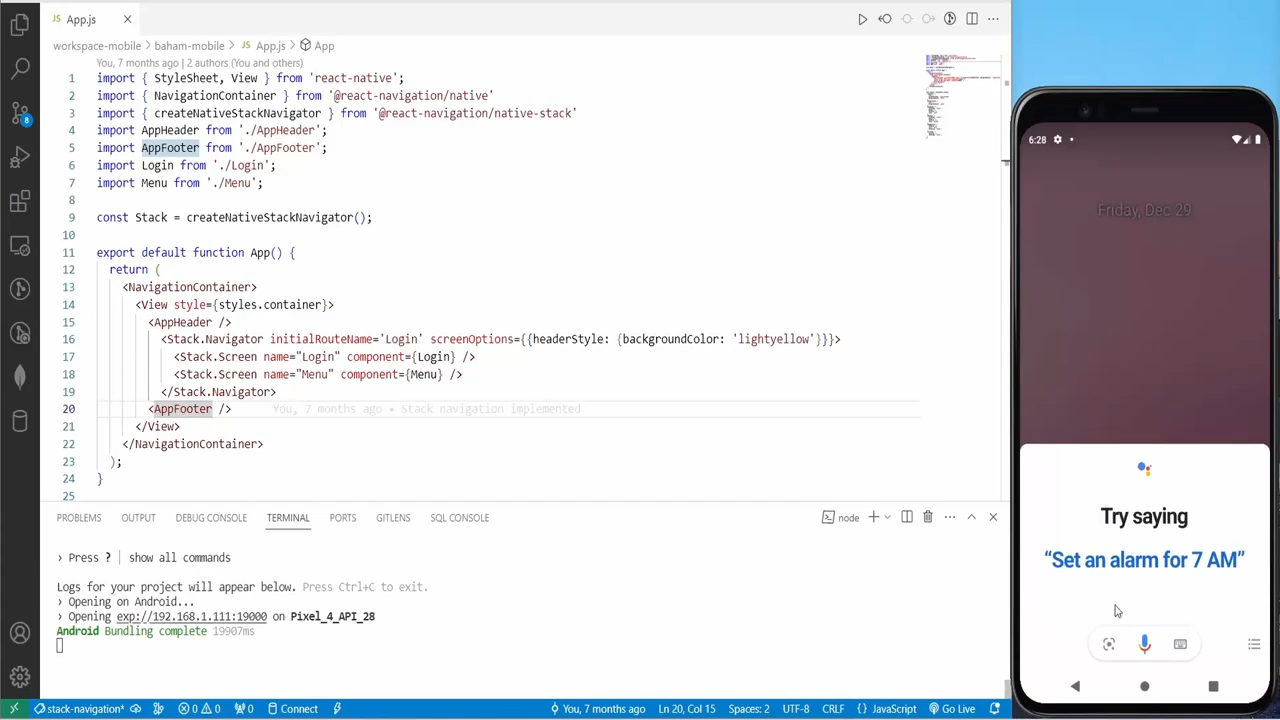 App.js
workspace-mobile > baham-mobile > App.js > App
You, 7 months ago | 2 authors (You and others)
import { StyleSheet, View } from 'react-native';
import { NavigationContainer } from '@react-navigation/native'
import { createNativeStackNavigator } from '@react-navigation/native-stack'
4 import AppHeader from './AppHeader';
5 import AppFooter from './AppFooter';
6 import Login from './Login';
7 import Menu from './Menu';
8
9 const Stack = createNativeStackNavigator();
10
11 export default function App() {
12 return (
13 <NavigationContainer>
14 <View style={styles.container}>
15 <AppHeader />
16 <Stack.Navigator initialRouteName='Login' screenOptions={{headerStyle: {backgroundColor: 'lightyellow'}}}>
17 <Stack.Screen name="Login" component={Login} />
18 <Stack.Screen name="Menu" component={Menu} />
19 </Stack.Navigator>
20 <AppFooter /> You, 7 months ago • Stack navigation implemented
21 </View>
22 </NavigationContainer>
23 );
24 }
25
PROBLEMS OUTPUT DEBUG CONSOLE TERMINAL PORTS GITLENS SQL CONSOLE node
› Press ? │ show all commands
Logs for your project will appear below. Press Ctrl+C to exit.
› Opening on Android...
› Opening exp://192.168.1.111:19000 on Pixel_4_API_28
Android Bundling complete 19907ms
8
stack-navigation* 0 0 0 Connect You, 7 months ago Ln 20, Col 15 Spaces: 2 UTF-8 CRLF {} JavaScript Go Live
6:28
Friday, Dec 29
Try saying
“Set an alarm for 7 AM”